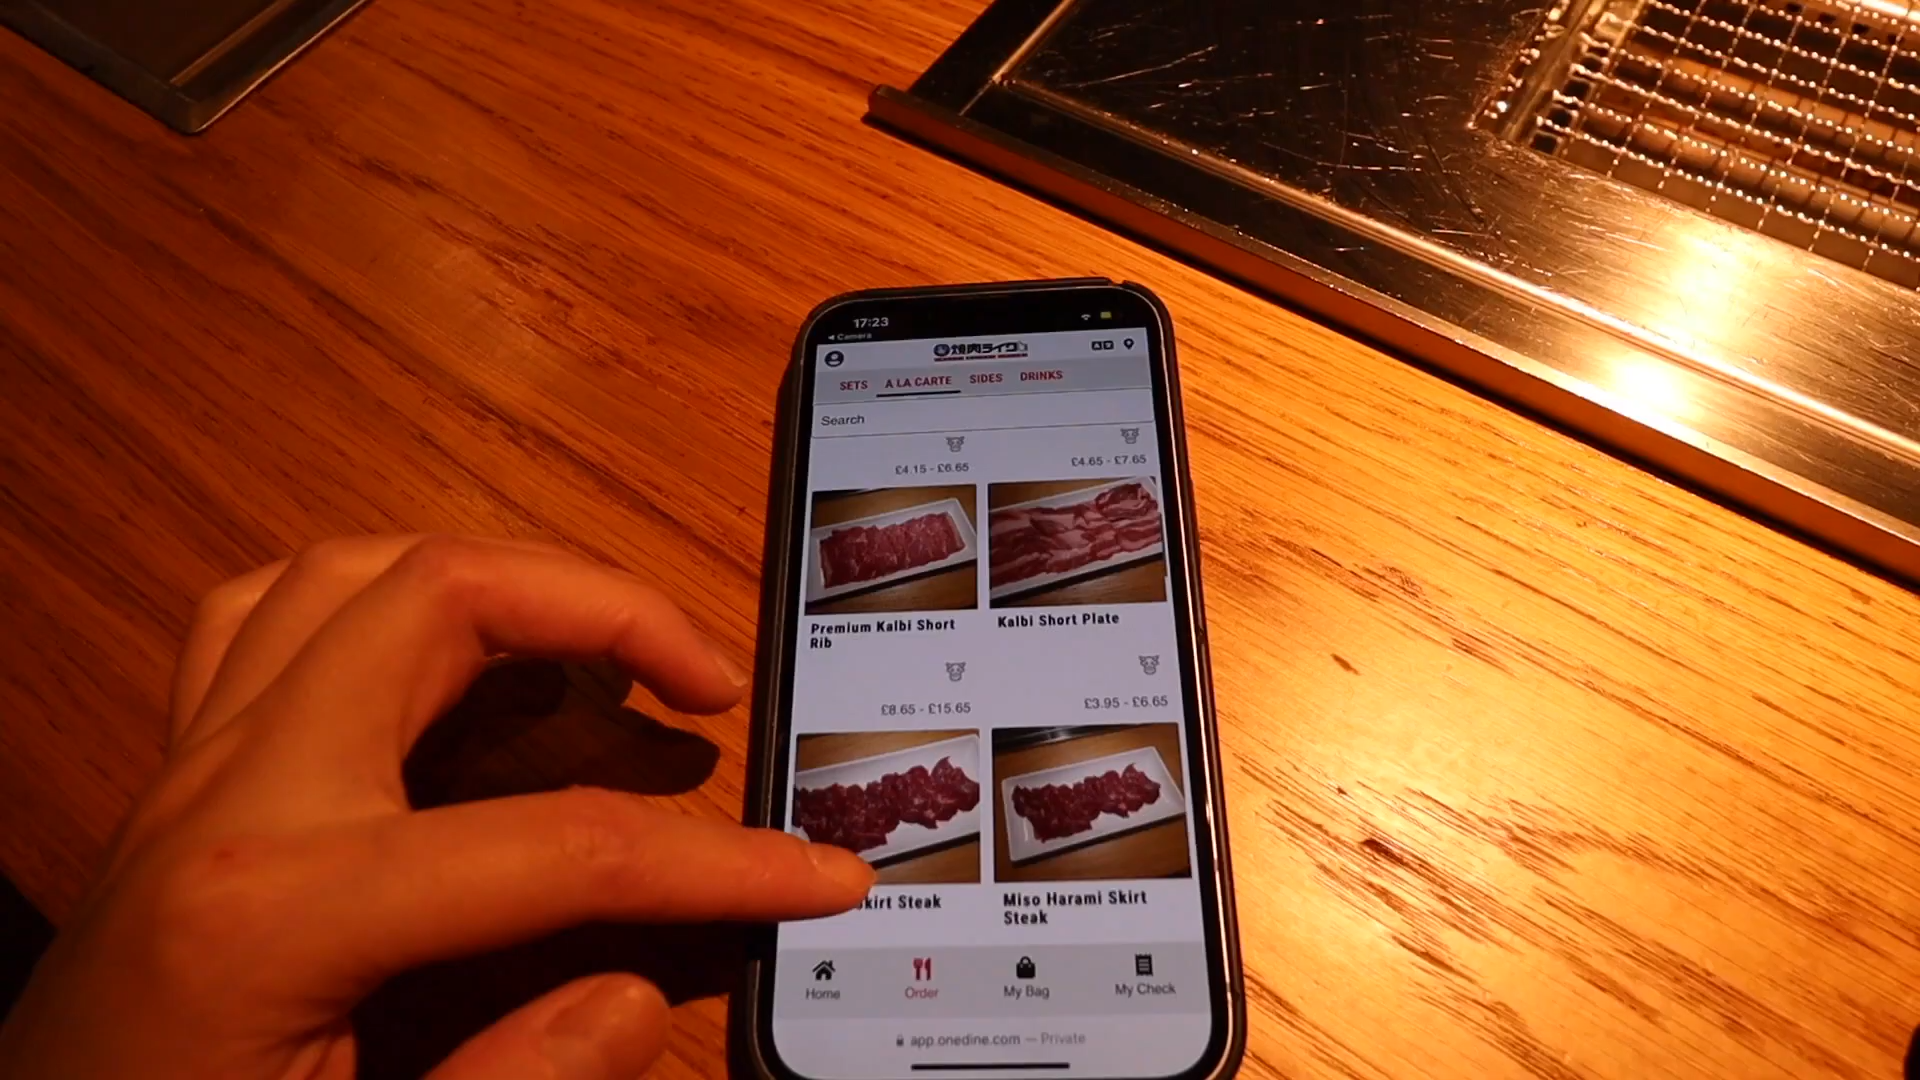 17:23
Camera
焼肉ライク
SETS A LA CARTE SIDES DRINKS
Search
£4.15 - £6.65
£4.65 - £7.65
Premium Kalbi Short
Rib
Kalbi Short Plate
£8.65 - £15.65
£3.95 - £6.65
Skirt Steak
Miso Harami Skirt
Steak
Home
Order
My Bag
My Check
app.onedine.com — Private